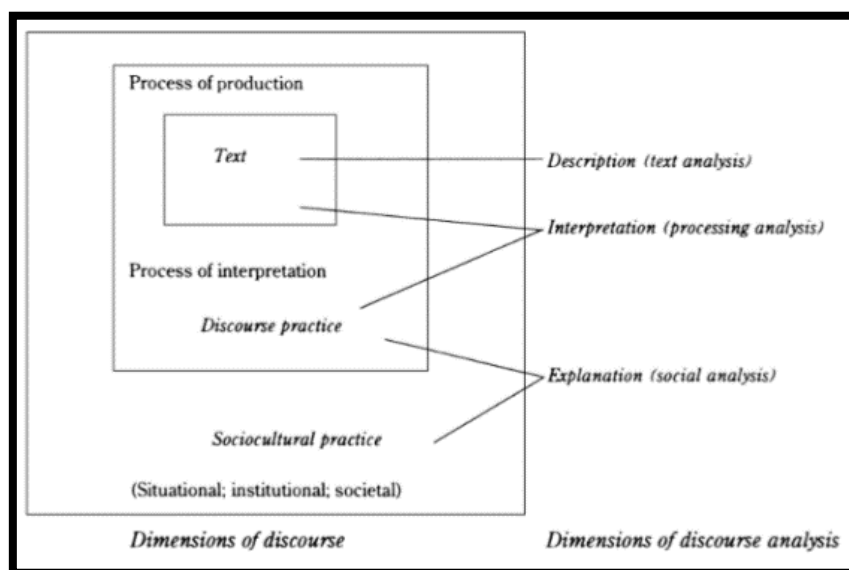 Process of production
Text
Description (text analysis)
Interpretation (processing analysis)
Process of interpretation
Discourse practice
Explanation (social analysis)
Sociocultural practice
(Situational; institutional; societal)
Dimensions of discourse
Dimensions of discourse analysis